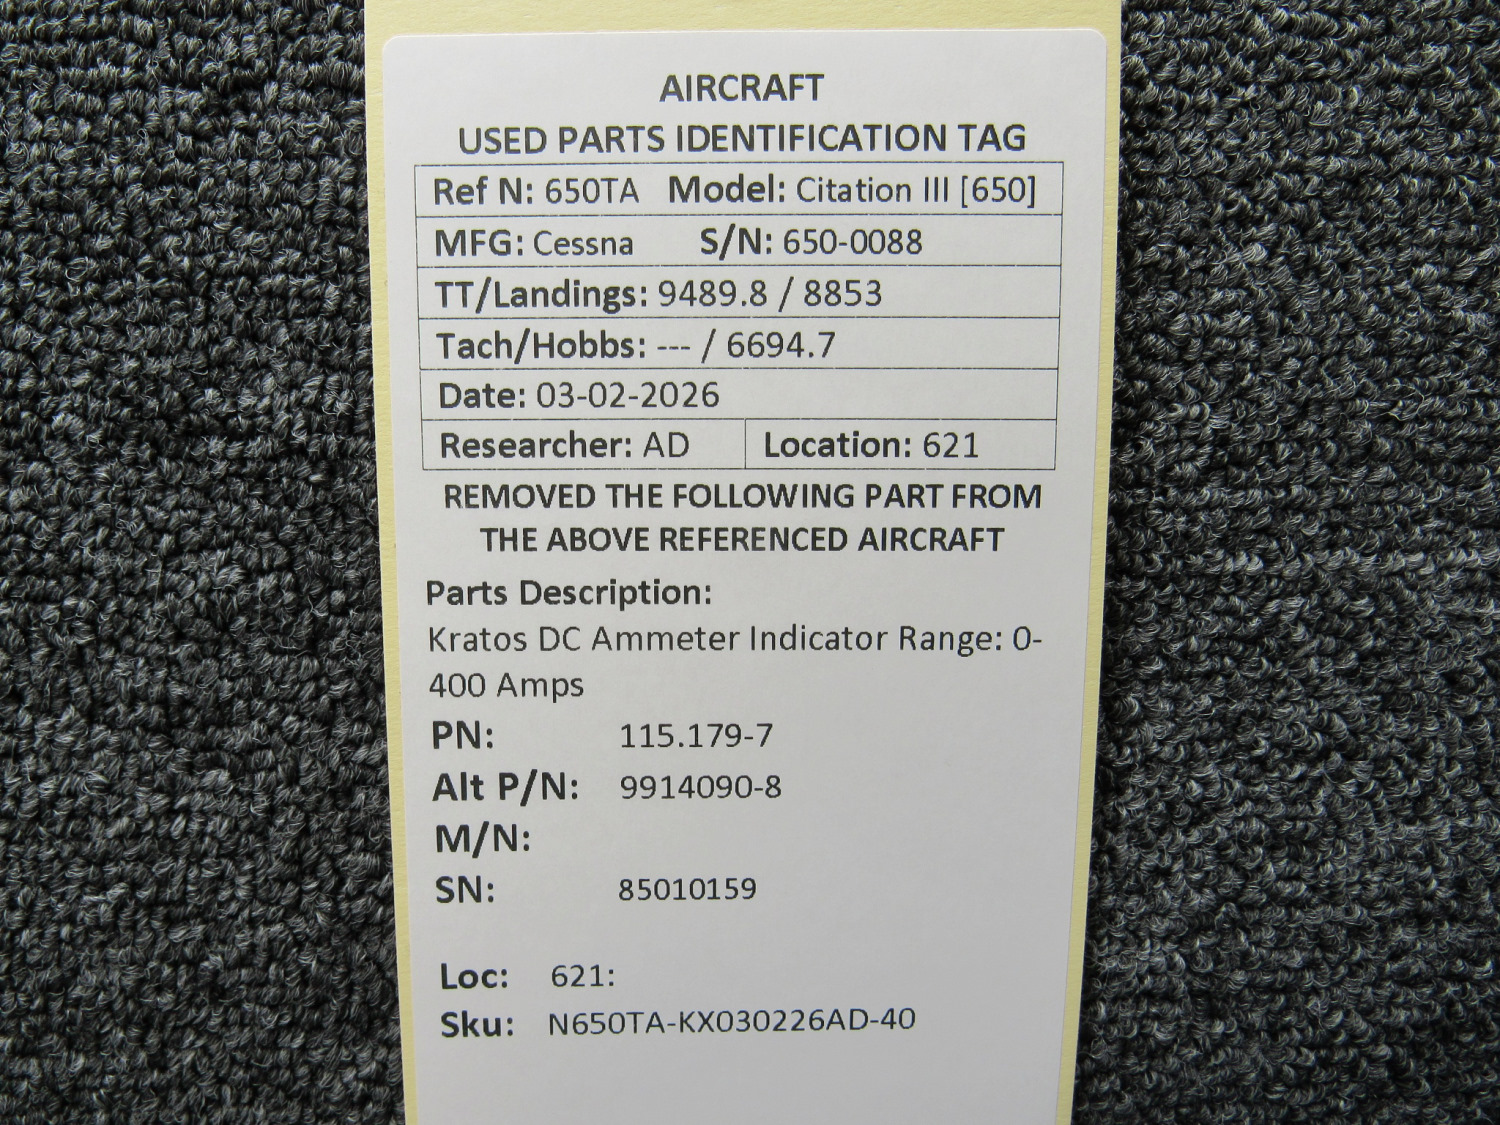 AIRCRAFT
USED PARTS IDENTIFICATION TAG
Ref N: 650TA Model: Citation III [650]
MFG: Cessna S/N: 650-0088
TT/Landings: 9489.8 / 8853
Tach/Hobbs: --- / 6694.7
Date: 03-02-2026
Researcher: AD Location: 621
REMOVED THE FOLLOWING PART FROM
THE ABOVE REFERENCED AIRCRAFT
Parts Description:
Kratos DC Ammeter Indicator Range: 0-
400 Amps
PN: 115.179-7
Alt P/N: 9914090-8
M/N:
SN: 85010159
Loc: 621:
Sku: N650TA-KX030226AD-40